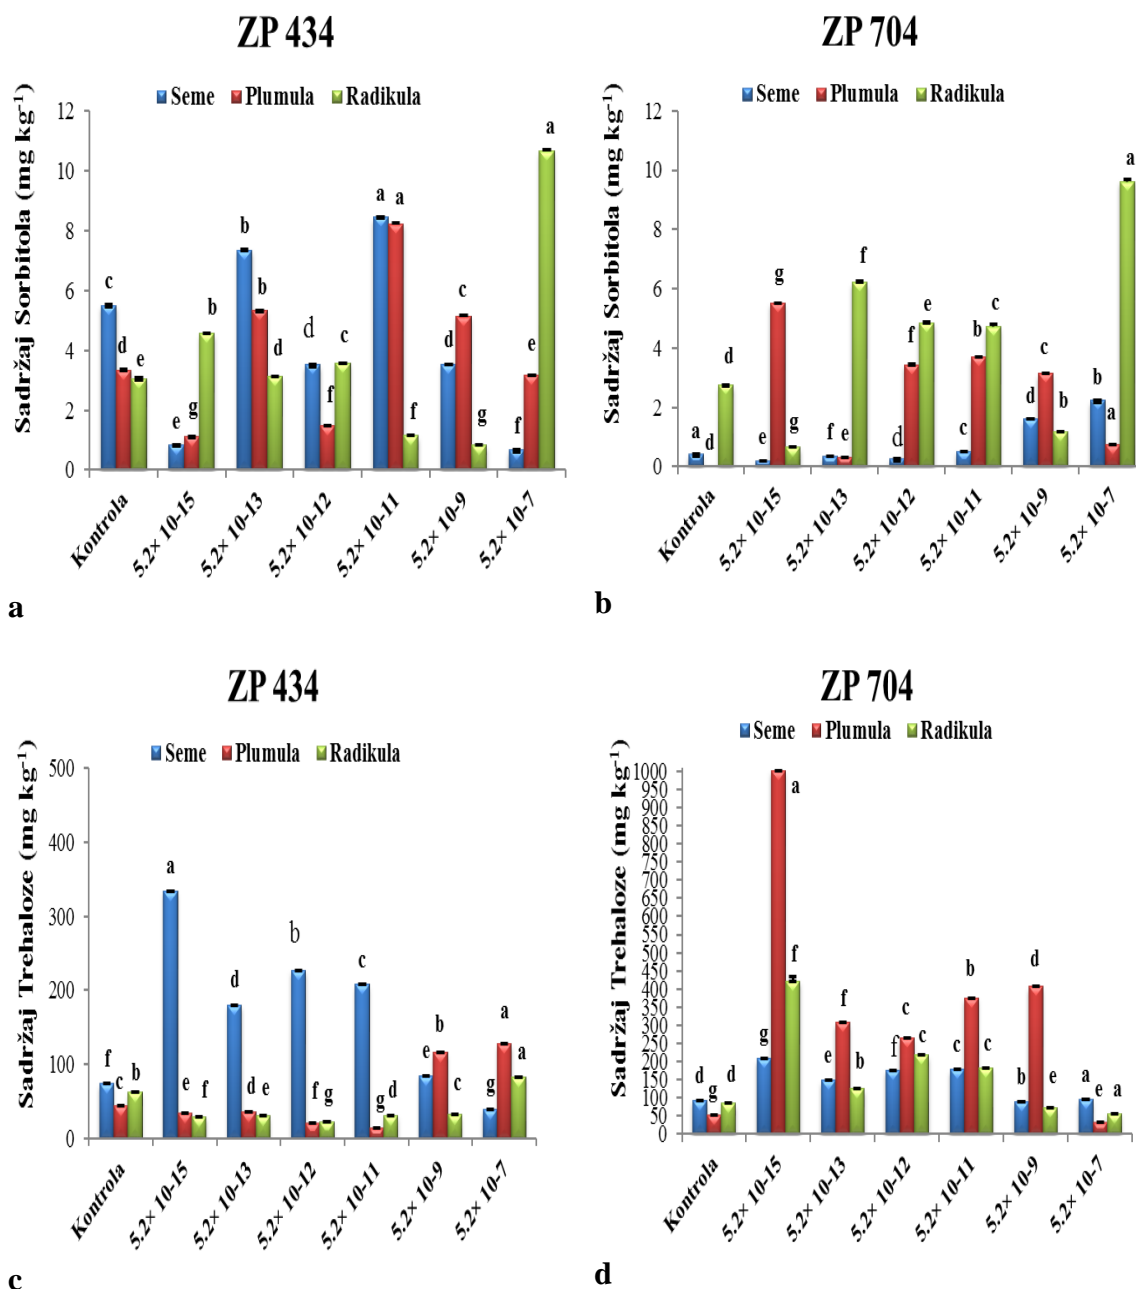 ZP 434
Seme Plumula Radikula
Sadržaj Sorbitola (mg kg-1)
12
10
8
6
4
2
0
c d e
e g b
b b d
d f c
a a f
d c g
f e a
Kontrola
5.2× 10-15
5.2× 10-13
5.2× 10-12
5.2× 10-11
5.2× 10-9
5.2× 10-7
a
ZP 704
Seme Plumula Radikula
Sadržaj Sorbitola (mg kg-1)
12
10
8
6
4
2
0
a d d
e g g
f e f
d f e
c b c
d c b
b a a
Kontrola
5.2× 10-15
5.2× 10-13
5.2× 10-12
5.2× 10-11
5.2× 10-9
5.2× 10-7
b
ZP 434
Seme Plumula Radikula
Sadržaj Trehaloze (mg kg-1)
500
400
300
200
100
0
f c b
a e f
d d e
b f g
c g d
e b c
g a a
Kontrola
5.2× 10-15
5.2× 10-13
5.2× 10-12
5.2× 10-11
5.2× 10-9
5.2× 10-7
c
ZP 704
Seme Plumula Radikula
Sadržaj Trehaloze (mg kg-1)
1000
950
900
850
800
750
700
650
600
550
500
450
400
350
300
250
200
150
100
50
0
d g d
g a f
e f b
f c c
c b c
b d e
a e a
Kontrola
5.2× 10-15
5.2× 10-13
5.2× 10-12
5.2× 10-11
5.2× 10-9
5.2× 10-7
d